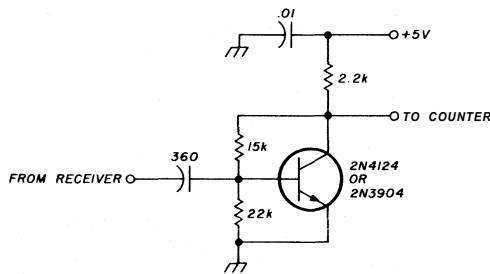 .01
+5V
2.2k
TO COUNTER
15k
360
2N4124
OR
2N3904
FROM RECEIVER
22k